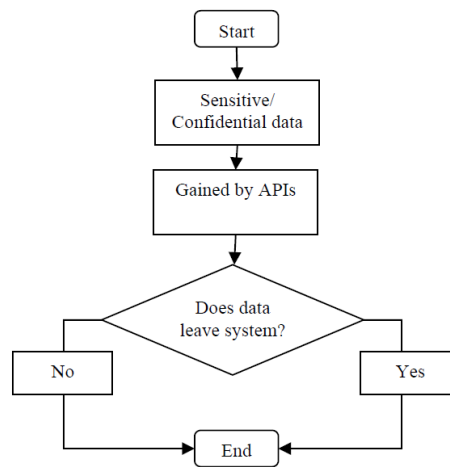 Start
Sensitive/
Confidential data
Gained by APIs
Does data
leave system?
No
Yes
End